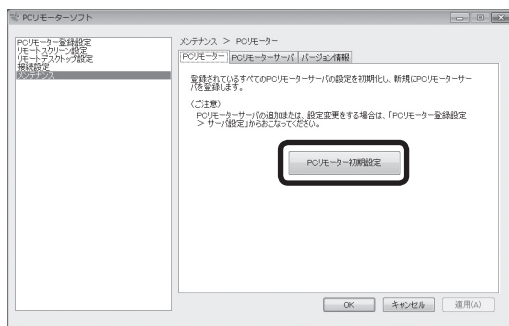 PCリモーターソフト
PCリモーター登録設定
リモートスクリーン設定
リモートデスクトップ設定
接続設定
メンテナンス
メンテナンス > PCリモーター
PCリモーター PCリモーターサーバ バージョン情報
登録されているすべてのPCリモーターサーバの設定を初期化し、新規にPCリモーターサー
バを登録します。
(ご注意)
PCリモーターサーバの追加または、設定変更をする場合は、「PCリモーター登録設定
> サーバ設定」からおこなってください。
PCリモーター初期設定
OK キャンセル 適用(A)